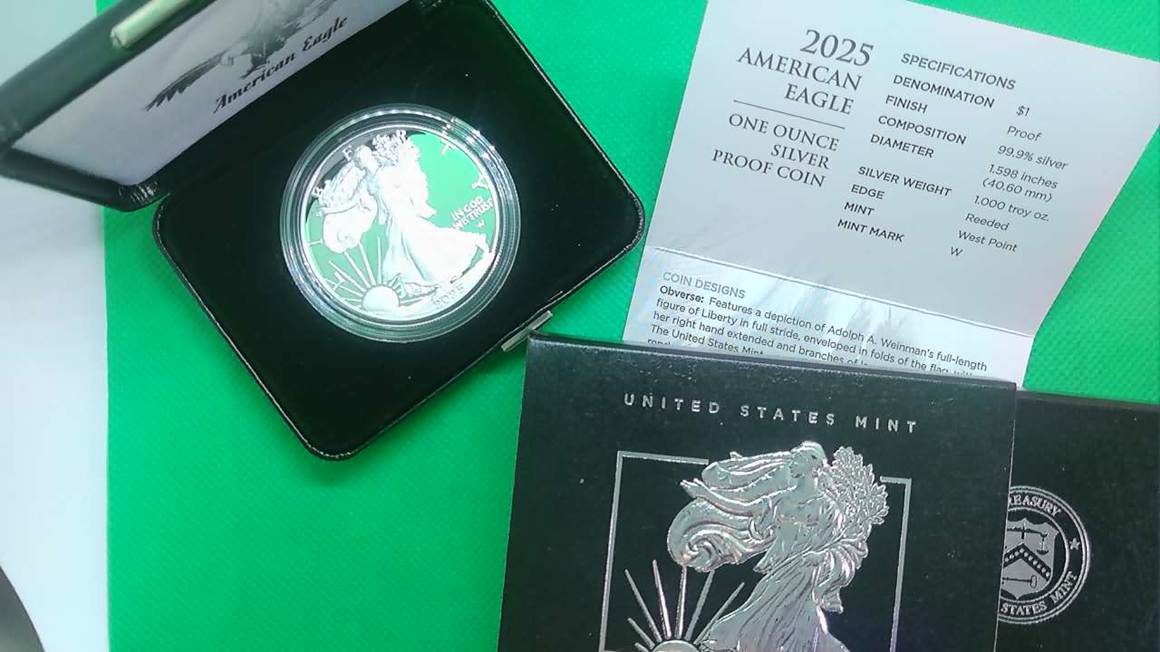 American Eagle
IN GOD
WE TRUST
2025
2025
AMERICAN
EAGLE
ONE OUNCE
SILVER
PROOF COIN
SPECIFICATIONS
DENOMINATION $1
FINISH Proof
COMPOSITION 99.9% silver
DIAMETER 1.598 inches
(40.60 mm)
SILVER WEIGHT 1.000 troy oz.
EDGE Reeded
MINT West Point
MINT MARK W
COIN DESIGNS
Obverse: Features a depiction of Adolph A. Weinman's full-length
figure of Liberty in full stride, enveloped in folds of the flag, with
her right hand extended and branches of
The United States Mint
UNITED STATES MINT
TREASURY
STATES MINT